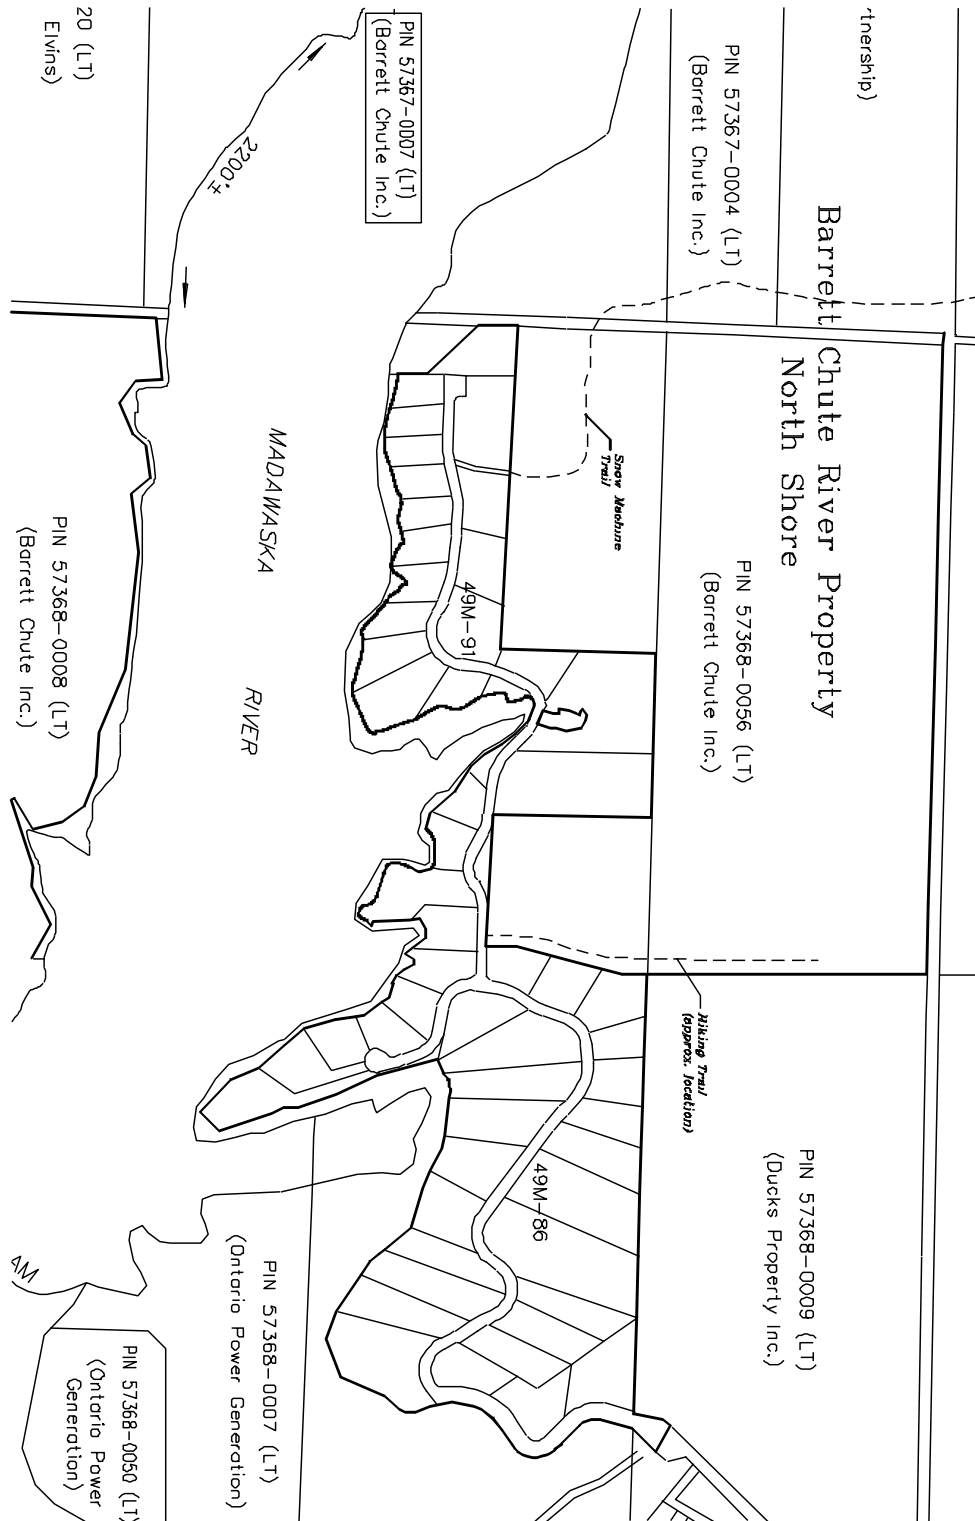 tnership)
Barrett Chute River Property
North Shore
PIN 57367-0004 (LT)
(Barrett Chute Inc.)
PIN 57368-0056 (LT)
(Barrett Chute Inc.)
PIN 57368-0009 (LT)
(Ducks Property Inc.)
Snow Machine
Trail
Hiking Trail
(approx. location)
49M-91
49M-86
PIN 57367-0007 (LT)
(Barrett Chute Inc.)
2200'±
MADAWASKA
RIVER
PIN 57368-0007 (LT)
(Ontario Power Generation)
20 (LT)
Elvins)
PIN 57368-0008 (LT)
(Barrett Chute Inc.)
PIN 57368-0050 (LT)
(Ontario Power
Generation)
AM